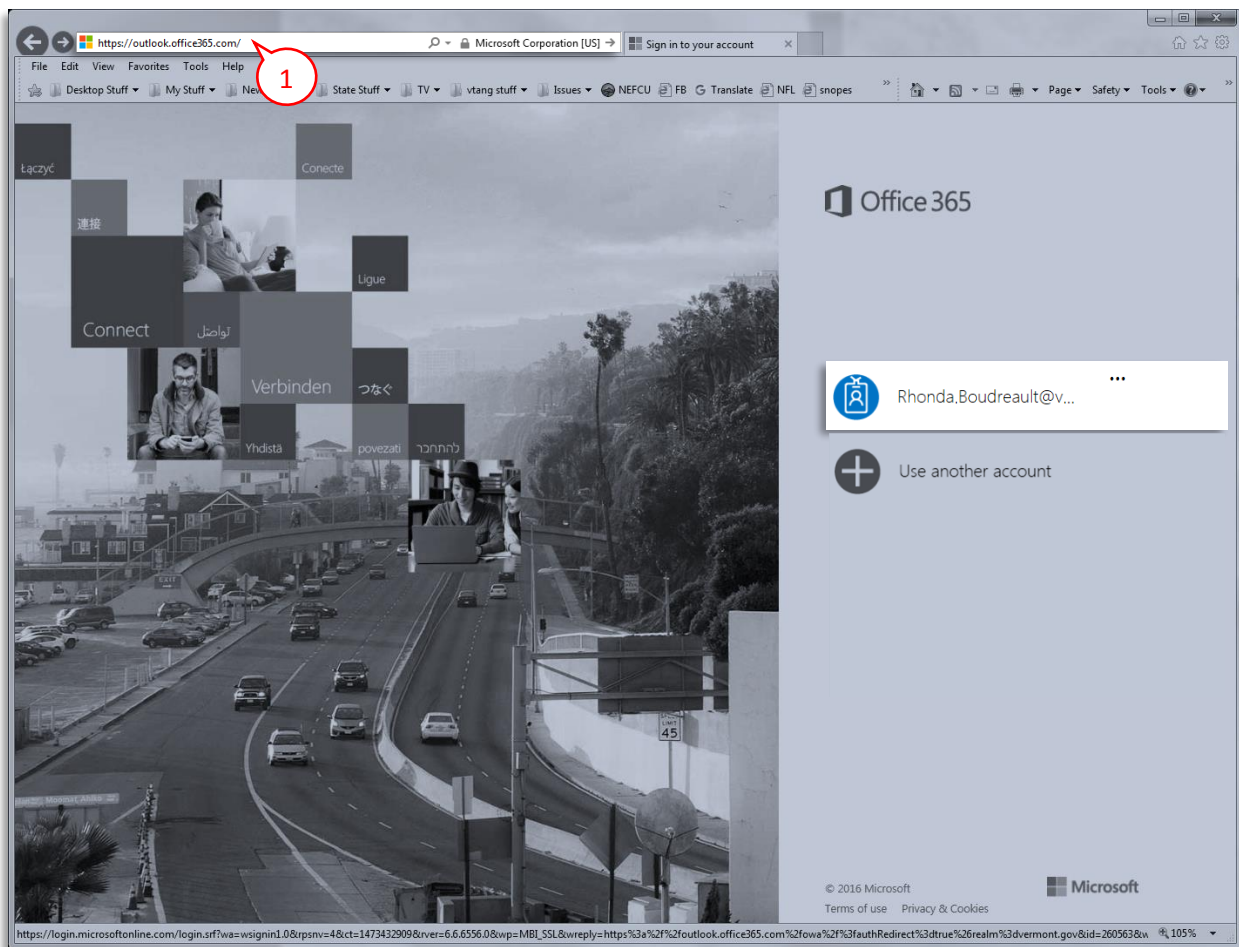 https://outlook.office365.com/
Microsoft Corporation [US]
Sign in to your account
1
File Edit View Favorites Tools Help
Desktop Stuff My Stuff State Stuff TV vtang stuff Issues NEFCU FB Translate NFL snopes
Page Safety Tools
Łączyć
Conecte
連接
Office 365
Ligue
Connect
تواصل
Verbinden
つなぐ
Rhonda.Boudreault@v...
...
Yhdistä
povezati
להתחבר
Use another account
EXIT
LIMIT
45
© 2016 Microsoft
Microsoft
Terms of use Privacy & Cookies
https://login.microsoftonline.com/login.srf?wa=wsignin1.0&rpsnv=4&ct=1473432909&rver=6.6.6556.0&wp=MBI_SSL&wreply=https%3a%2f%2foutlook.office365.com%2fowa%2f%3fauthRedirect%3dtrue%26realm%3dvermont.gov&id=260563&w
105%